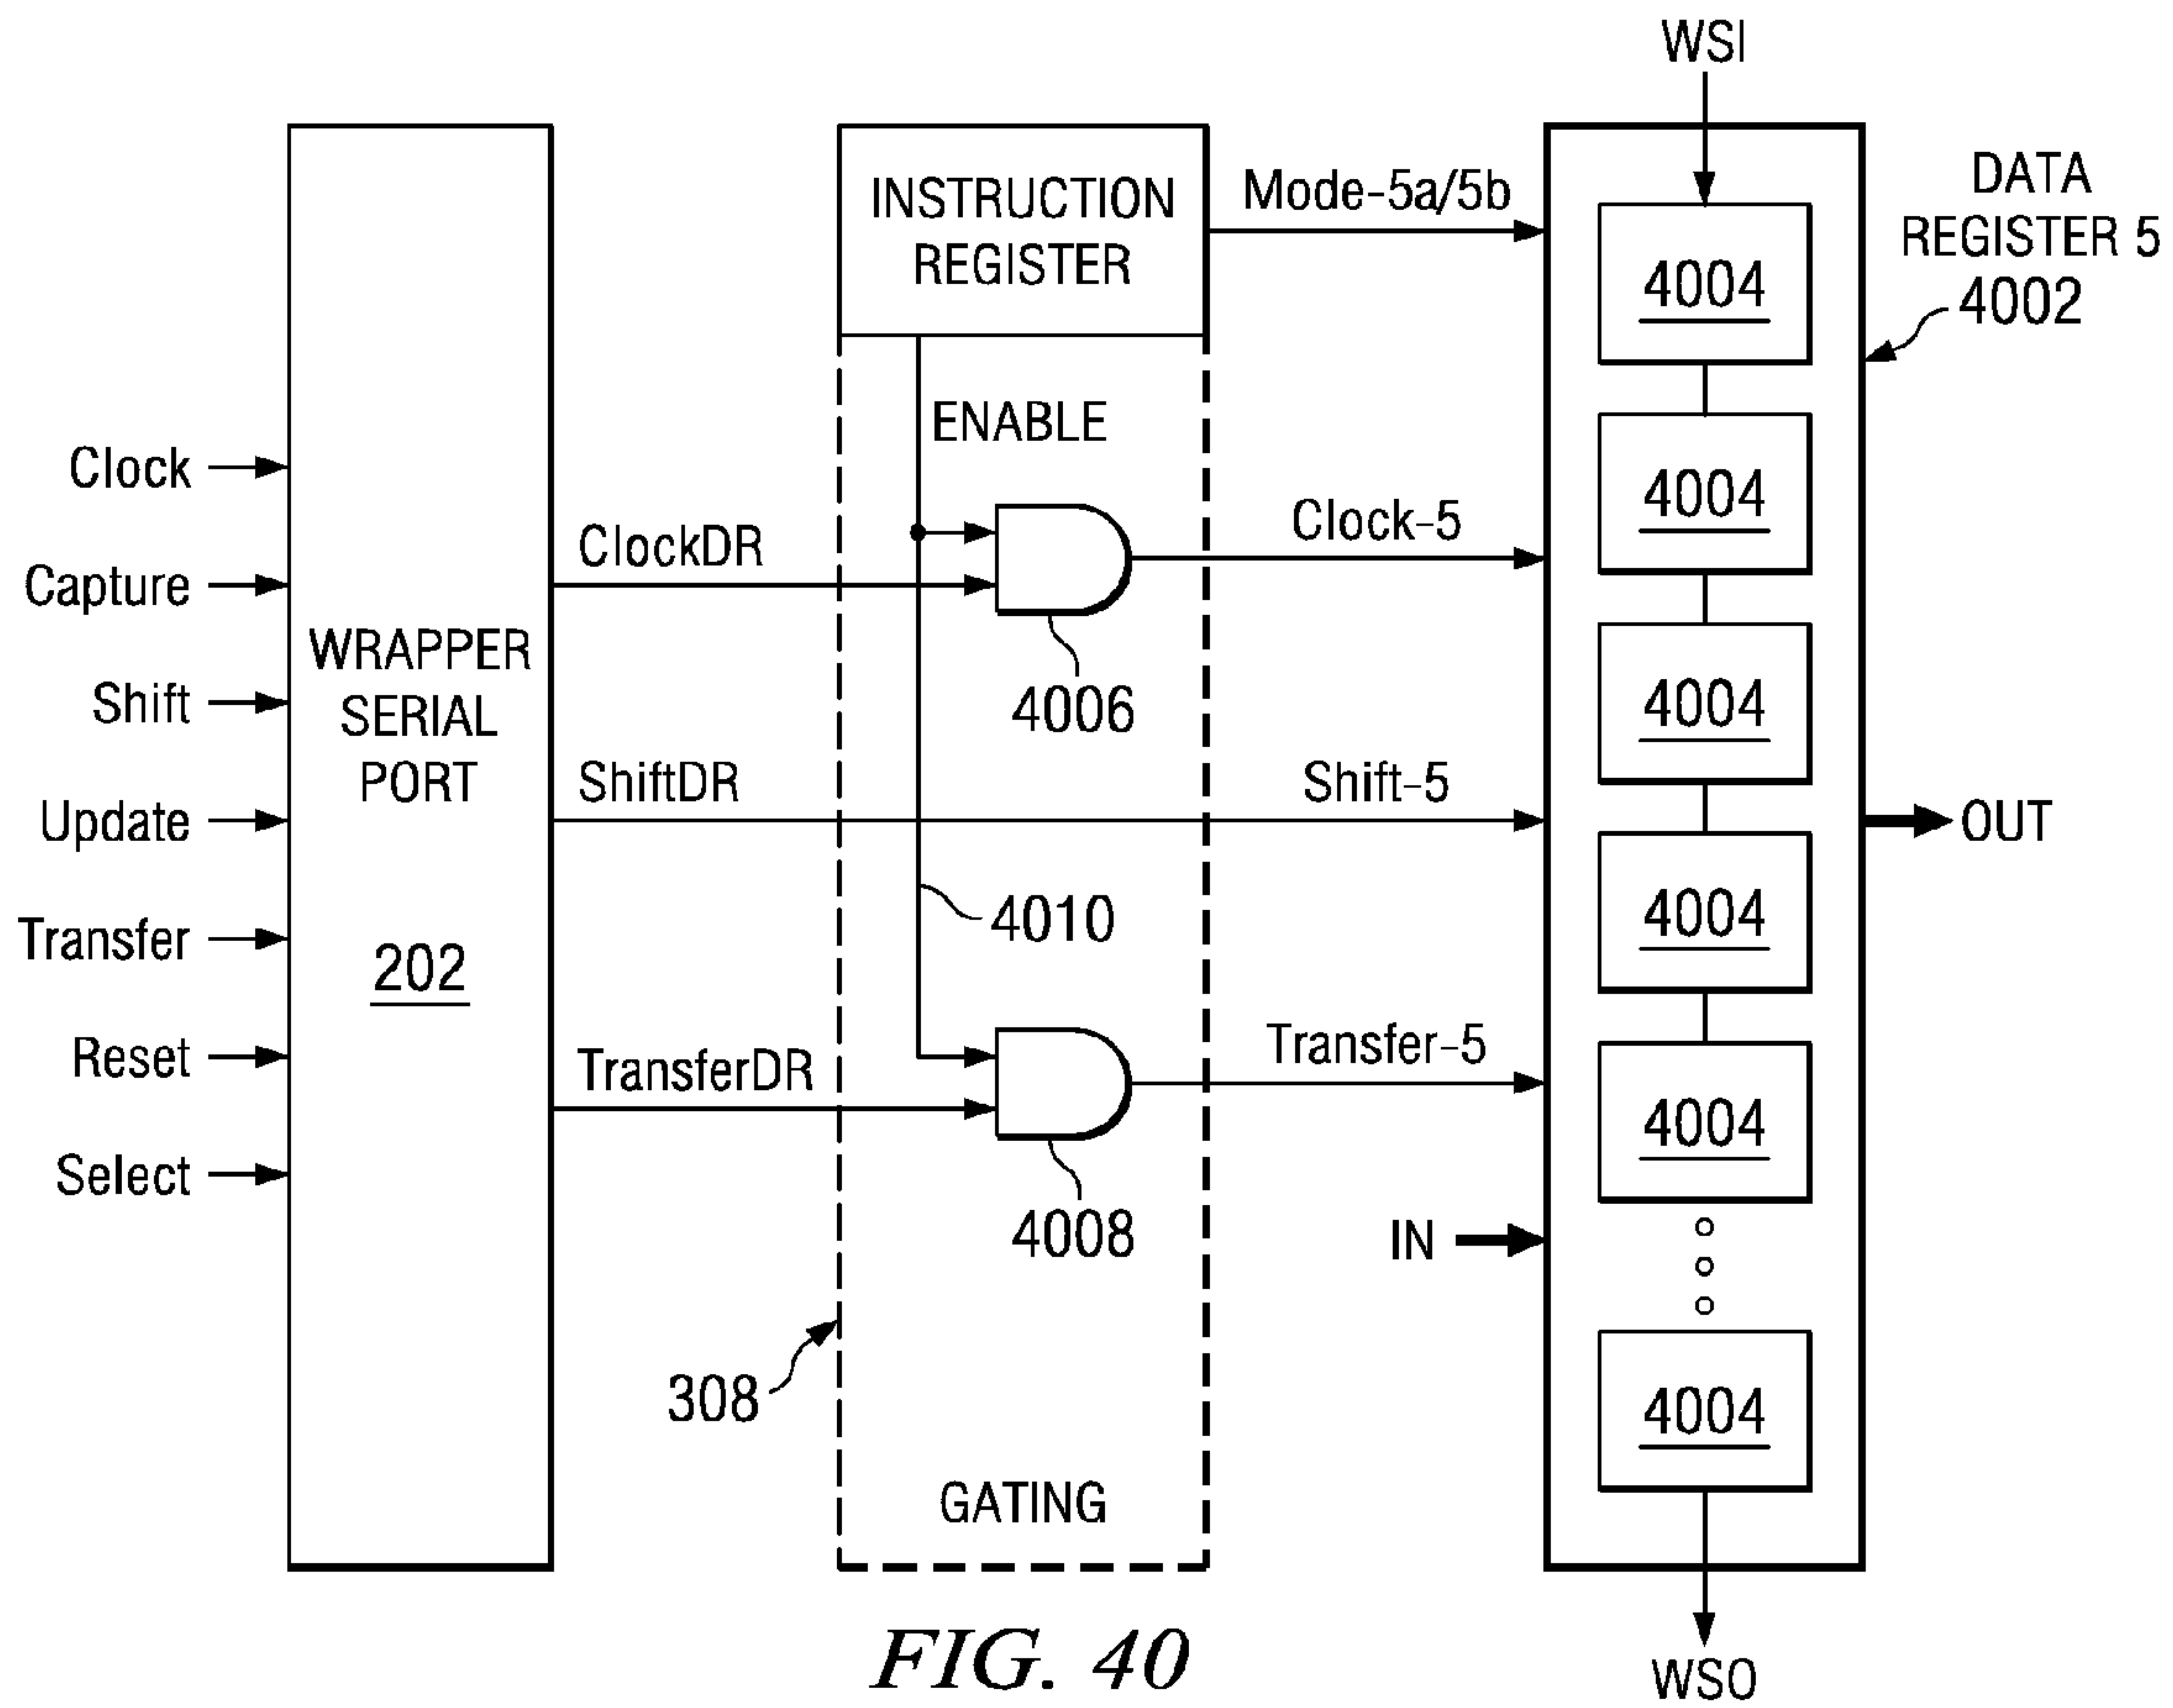 WSI
DATA
REGISTER 5
4002
INSTRUCTION
REGISTER
Mode-5a/5b
4004
ENABLE
Clock
ClockDR
Clock-5
4004
Capture
WRAPPER
SERIAL
PORT
202
4006
Shift
4004
ShiftDR
Shift-5
Update
OUT
4010
4004
Transfer
Reset
TransferDR
Transfer-5
4004
Select
4008
IN
308
4004
GATING
WSO
FIG. 40